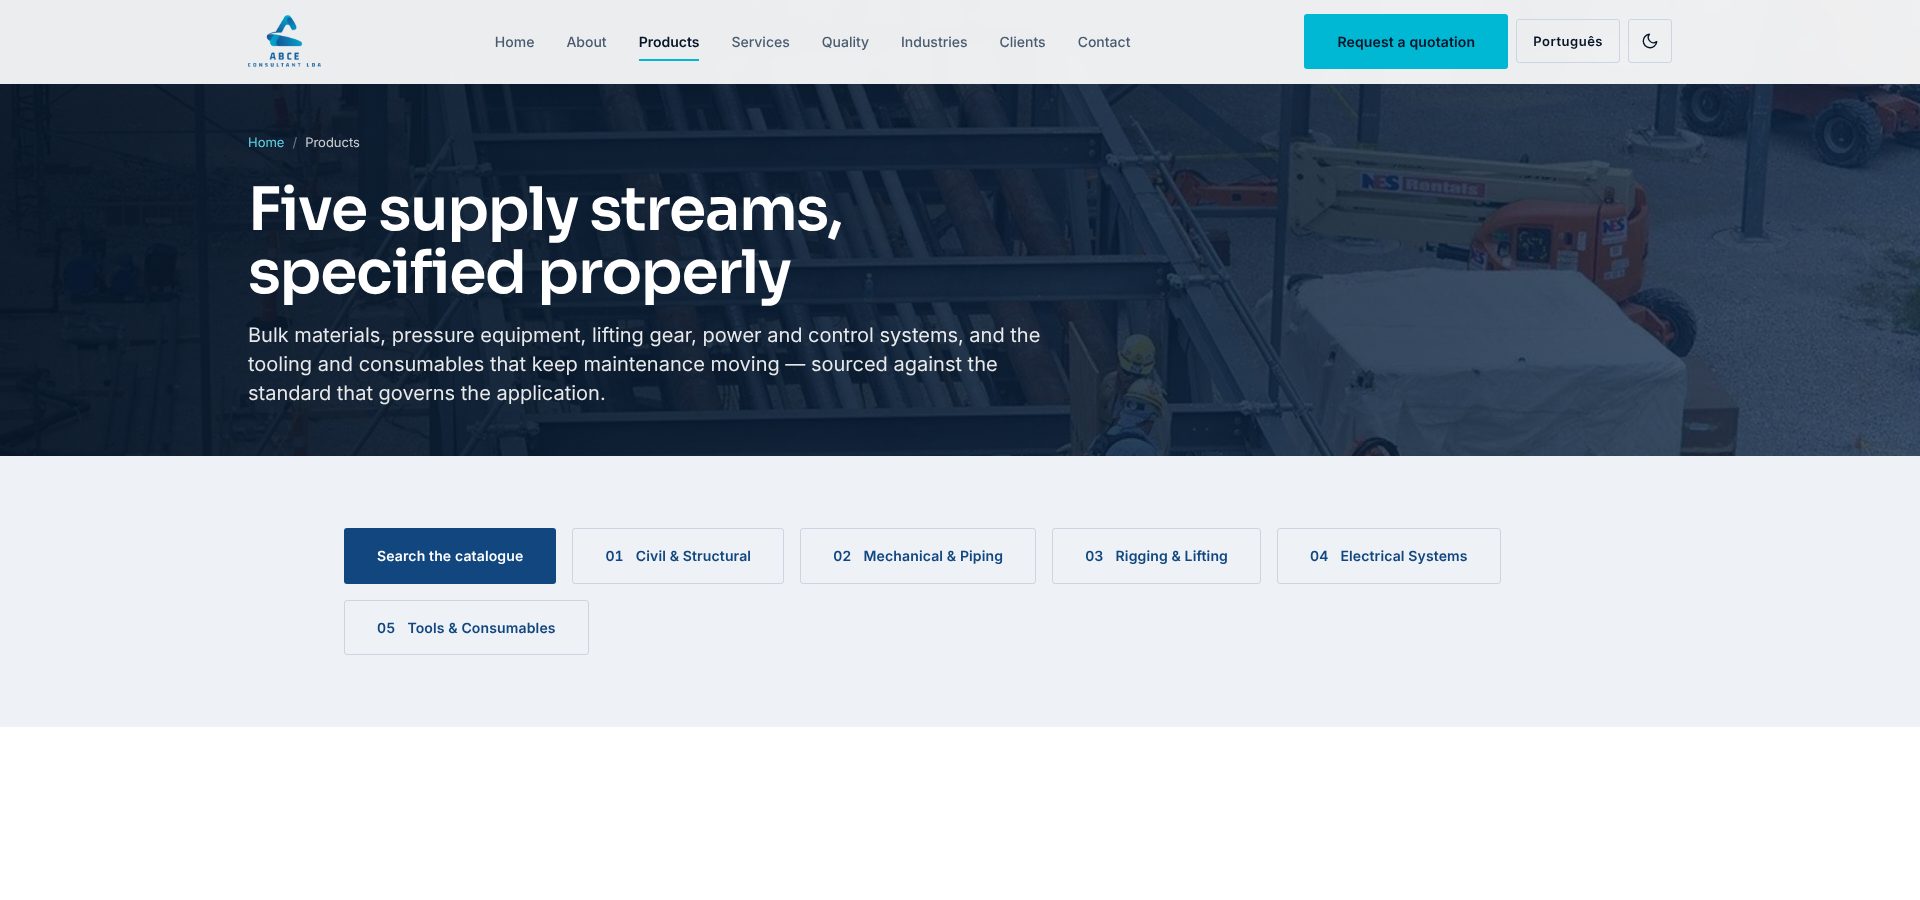 ABCE
CONSULTANT LDA
Home
About
Products
Services
Quality
Industries
Clients
Contact
Request a quotation
Português
Home / Products
Five supply streams,
specified properly
Bulk materials, pressure equipment, lifting gear, power and control systems, and the
tooling and consumables that keep maintenance moving — sourced against the
standard that governs the application.
NES Rentals
NES
Search the catalogue
01 Civil & Structural
02 Mechanical & Piping
03 Rigging & Lifting
04 Electrical Systems
05 Tools & Consumables